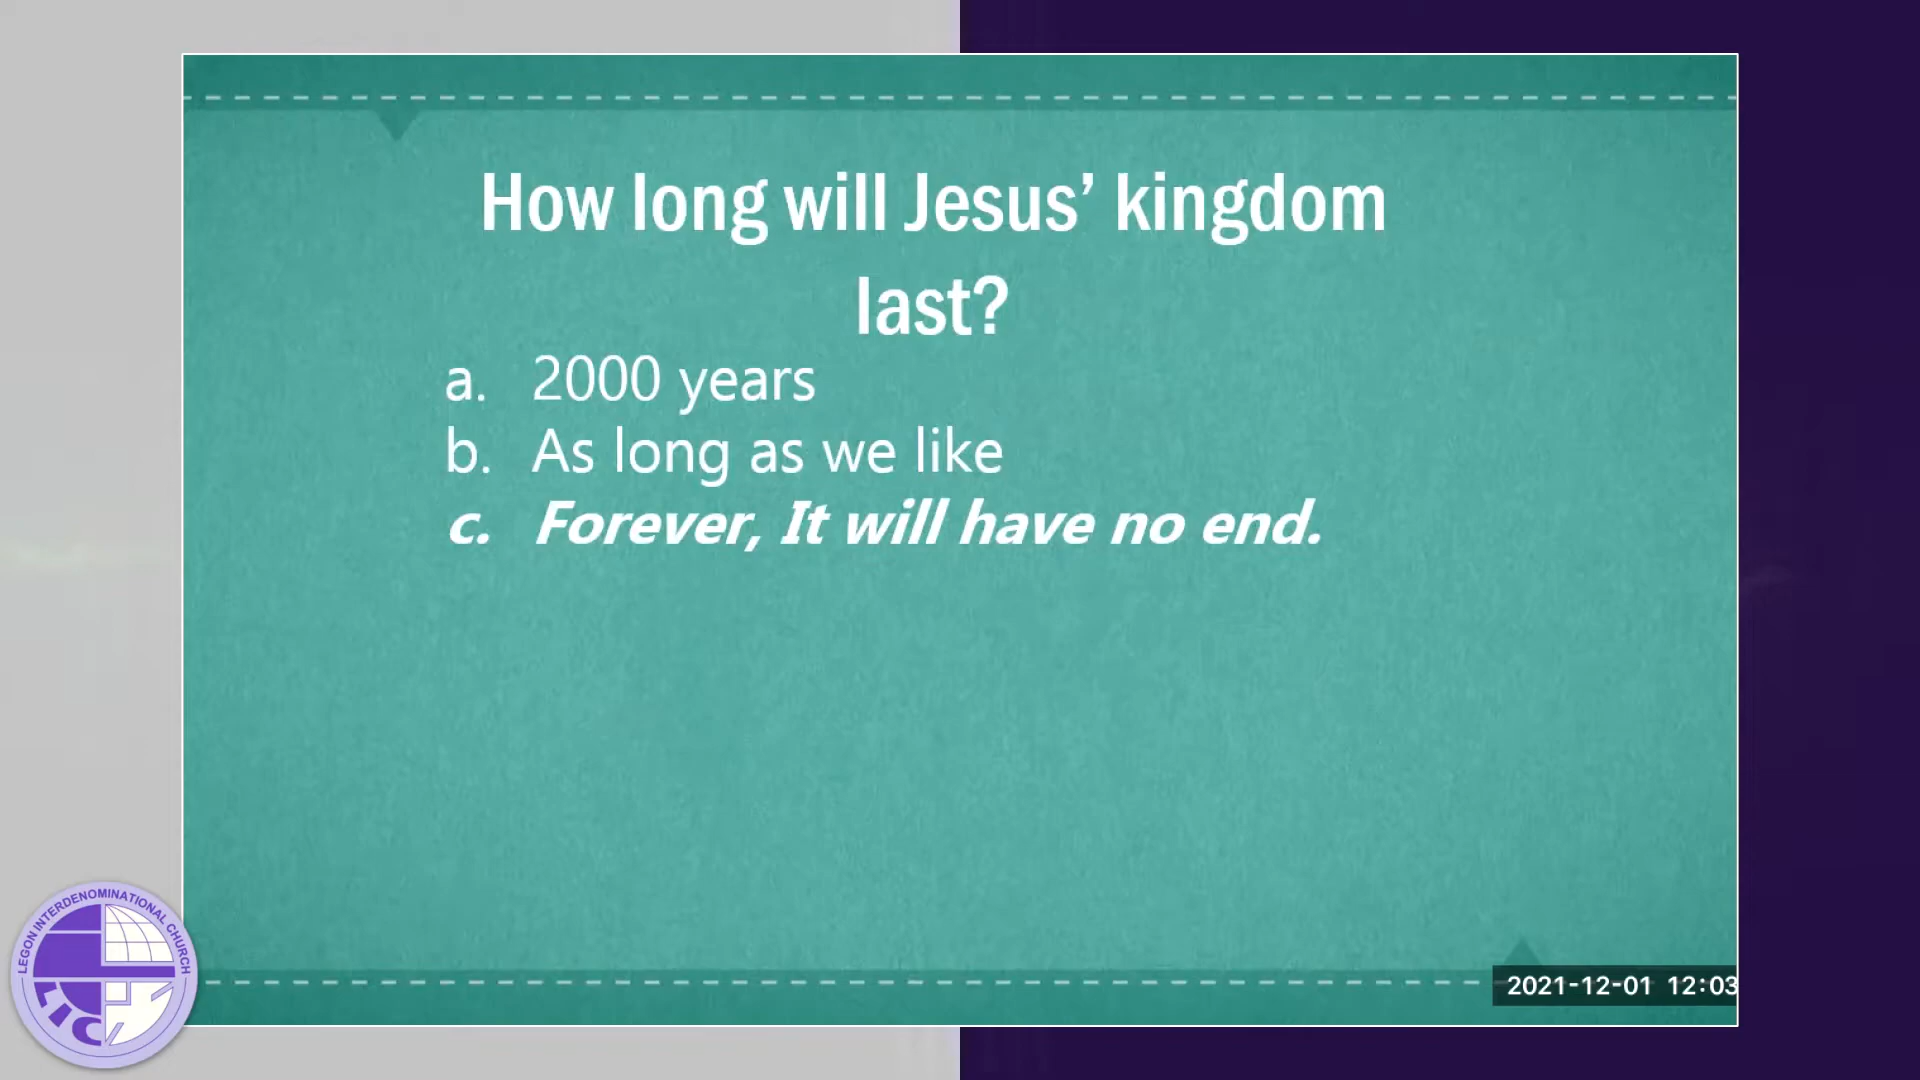 How long will Jesus’ kingdom
last?
a. 2000 years
b. As long as we like
c. Forever, It will have no end.
LEGON INTERDENOMINATIONAL CHURCH
LIC
2021-12-01 12:03